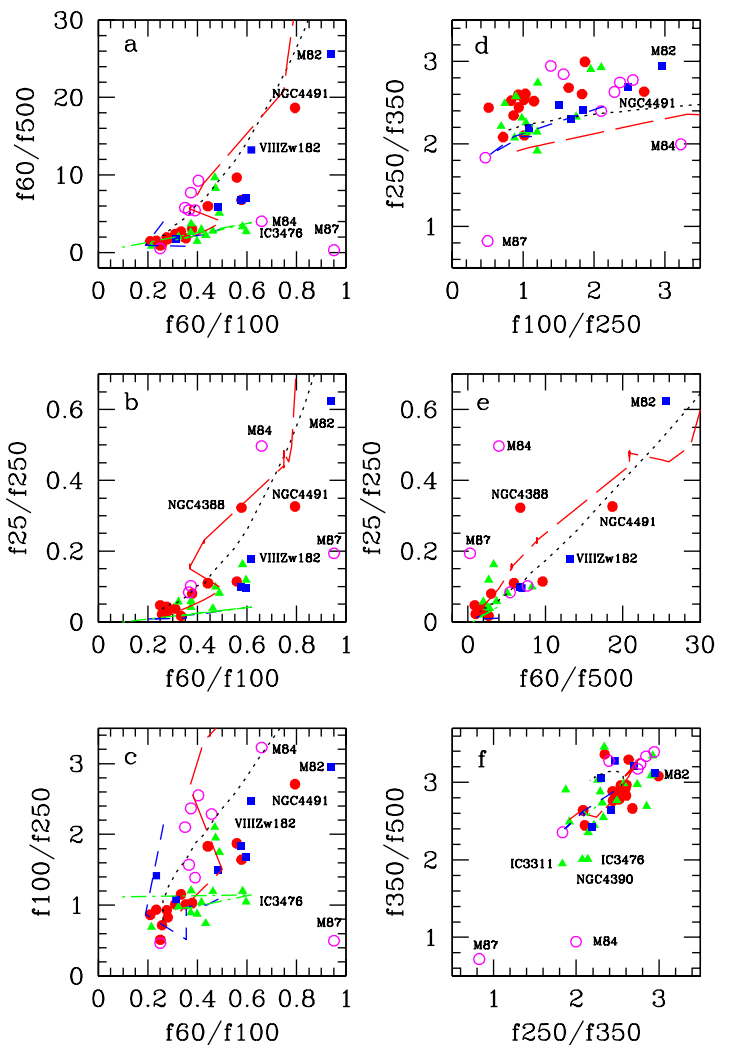 a
30
20
10
0
f60/f500
M82
NGC4491
VIIIZw182
M84
IC3476
M87
0 0.2 0.4 0.6 0.8 1
f60/f100
d
3
2
1
f250/f350
M82
NGC4491
M84
M87
0 1 2 3
f100/f250
b
0.6
0.4
0.2
0
f25/f250
M82
M84
NGC4388
NGC4491
M87
VIIIZw182
0 0.2 0.4 0.6 0.8 1
f60/f100
e
0.6
0.4
0.2
0
f25/f250
M82
M84
NGC4388
NGC4491
M87
VIIIZw182
0 10 20 30
f60/f500
c
3
2
1
0
f100/f250
M84
M82
NGC4491
VIIIZw182
IC3476
M87
0 0.2 0.4 0.6 0.8 1
f60/f100
f
3
2
1
f350/f500
M82
IC3311
IC3476
NGC4390
M87
M84
1 2 3
f250/f350